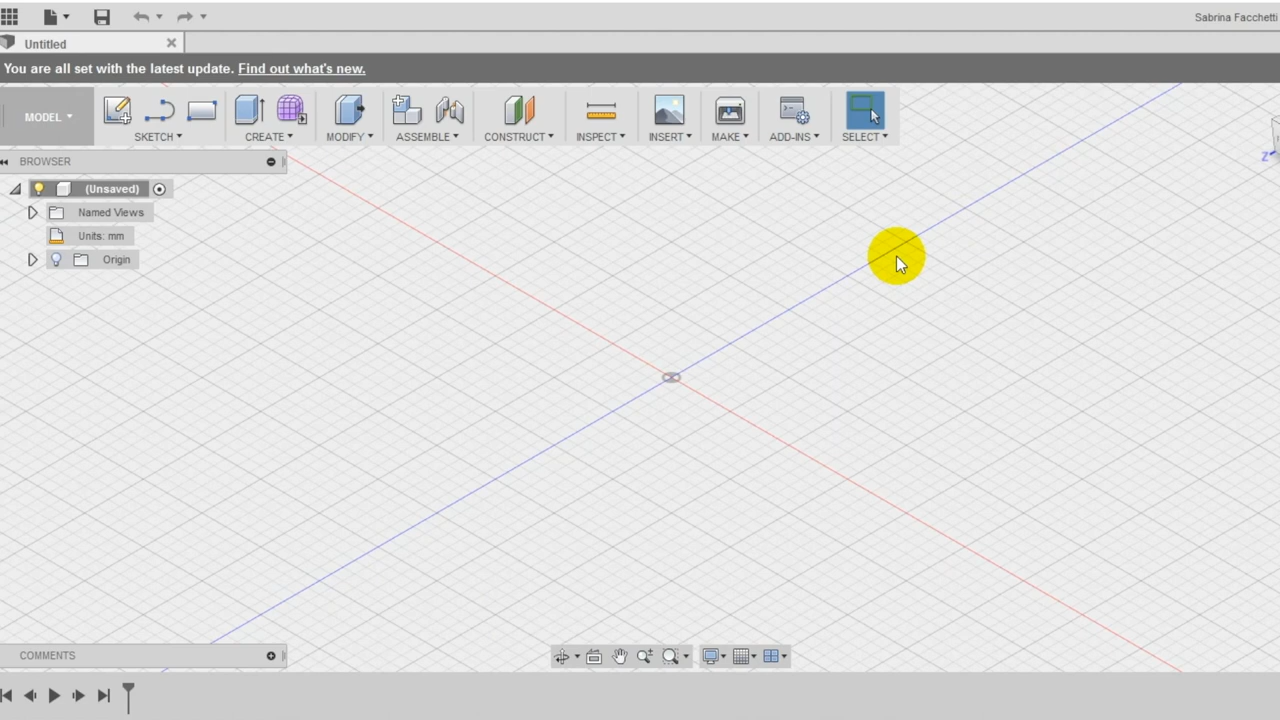 Sabrina Facchetti
Untitled
You are all set with the latest update. Find out what's new.
MODEL
SKETCH
CREATE
MODIFY
ASSEMBLE
CONSTRUCT
INSPECT
INSERT
MAKE
ADD-INS
SELECT
BROWSER
Z
(Unsaved)
Named Views
Units: mm
Origin
COMMENTS